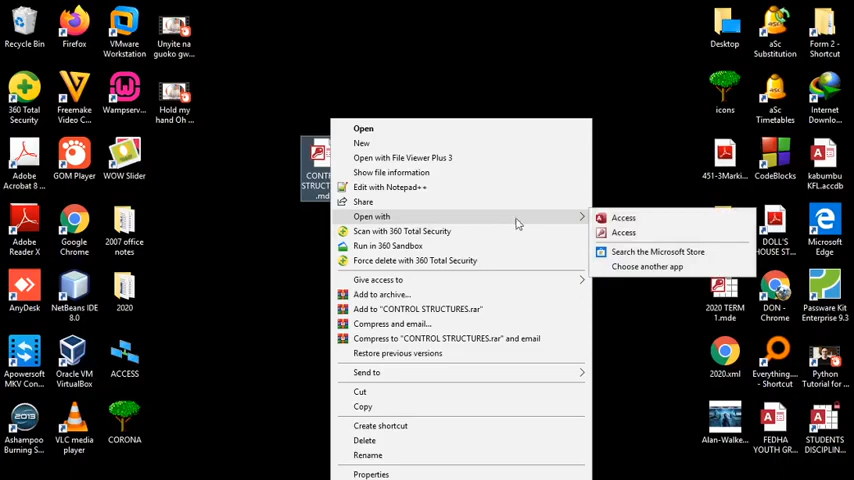 Recycle Bin
Firefox
VMware
Workstation
Unyite na
guoko gw...
360 Total
Security
Freemake
Video C...
Wampserv...
Hold my
hand Oh ...
Adobe
Acrobat 8 ...
GOM Player
WOW Slider
Adobe
Reader X
Google
Chrome
2007 office
notes
AnyDesk
NetBeans IDE
8.0
2020
Apowersoft
MKV Con...
Oracle VM
VirtualBox
ACCESS
Ashampoo
Burning S...
VLC media
player
CORONA
Open
New
Open with File Viewer Plus 3
Show file information
Edit with Notepad++
Share
Open with
Scan with 360 Total Security
Run in 360 Sandbox
Force delete with 360 Total Security
Give access to
Add to archive...
Add to "CONTROL STRUCTURES.rar"
Compress and email...
Compress to "CONTROL STRUCTURES.rar" and email
Restore previous versions
Send to
Cut
Copy
Create shortcut
Delete
Rename
Properties
Access
Access
Search the Microsoft Store
Choose another app
Desktop
aSc
Substitution
Form 2 -
Shortcut
icons
aSc
Timetables
Internet
Downlo...
451-3Marki...
CodeBlocks
kabumbu
KFL.accdb
DOLL'S
HOUSE ST...
Microsoft
Edge
2020 TERM
1.mde
DON -
Chrome
Passware Kit
Enterprise 9.3
2020.xml
Everything...
- Shortcut
Python
Tutorial for ...
Alan-Walke...
FEDHA
YOUTH GR...
STUDENTS
DISCIPLIN...